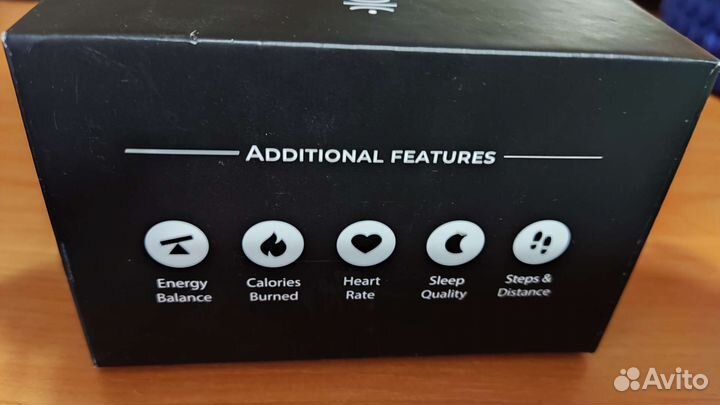 ADDITIONAL FEATURES
Energy
Balance
Calories
Burned
Heart
Rate
Sleep
Quality
Steps &
Distance
Avito